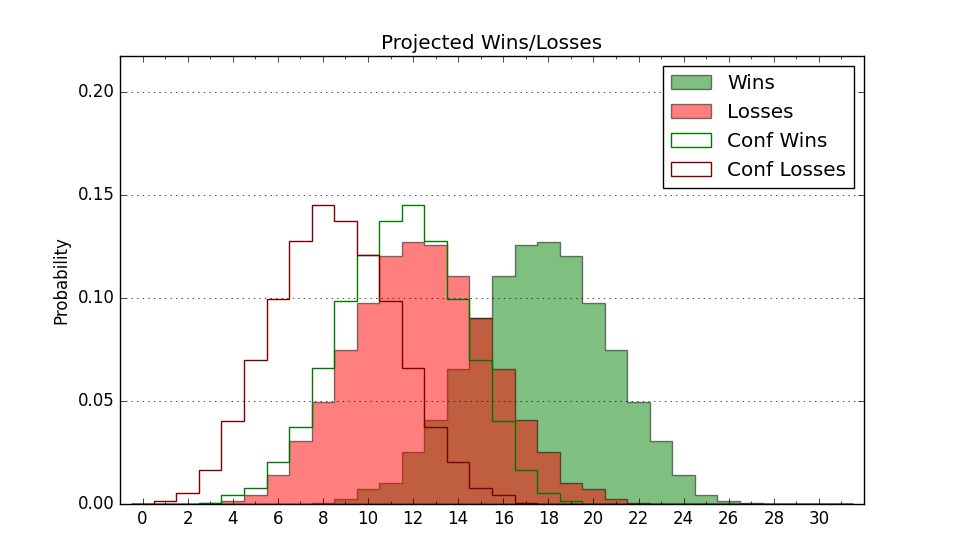 Projected Wins/Losses
Wins
Losses
Conf Wins
Conf Losses
Probability
0.20
0.15
0.10
0.05
0.00
0 2 4 6 8 10 12 14 16 18 20 22 24 26 28 30